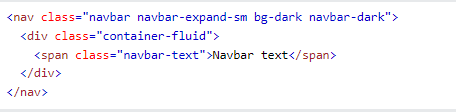 <nav class="navbar navbar-expand-sm bg-dark navbar-dark">
  <div class="container-fluid">
    <span class="navbar-text">Navbar text</span>
  </div>
</nav>